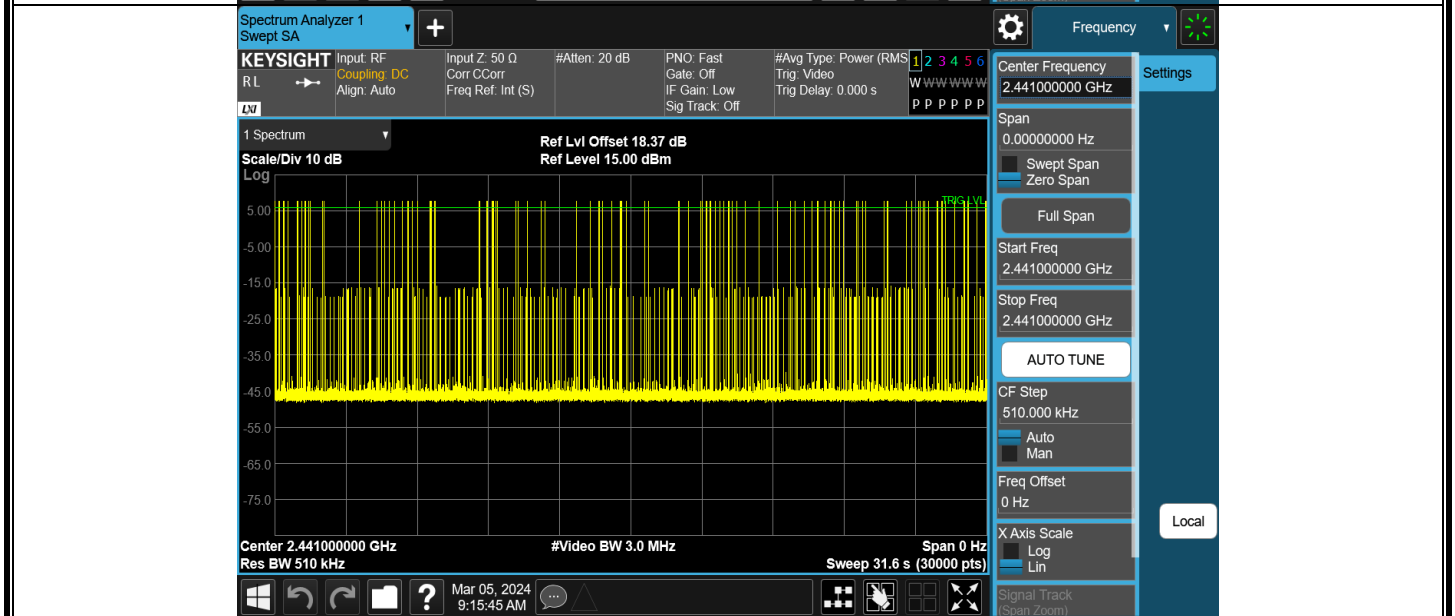 Spectrum Analyzer 1
Swept SA
+
Frequency
KEYSIGHT
RL
LXI
Input: RF
Coupling: DC
Align: Auto
Input Z: 50 Ω
Corr CCorr
Freq Ref: Int (S)
#Atten: 20 dB
PNO: Fast
Gate: Off
IF Gain: Low
Sig Track: Off
#Avg Type: Power (RMS
Trig: Video
Trig Delay: 0.000 s
1 2 3 4 5 6
W W W W W W
P P P P P P
1 Spectrum
Scale/Div 10 dB
Log
Ref Lvl Offset 18.37 dB
Ref Level 15.00 dBm
TRIG LVL
5.00
-5.00
-15.0
-25.0
-35.0
-45.0
-55.0
-65.0
-75.0
Center 2.441000000 GHz
#Video BW 3.0 MHz
Span 0 Hz
Res BW 510 kHz
Sweep 31.6 s (30000 pts)
Center Frequency
2.441000000 GHz
Settings
Span
0.00000000 Hz
Swept Span
Zero Span
Full Span
Start Freq
2.441000000 GHz
Stop Freq
2.441000000 GHz
AUTO TUNE
CF Step
510.000 kHz
Auto
Man
Freq Offset
0 Hz
X Axis Scale
Log
Lin
Local
Signal Track
(Span Zoom)
?
Mar 05, 2024
9:15:45 AM